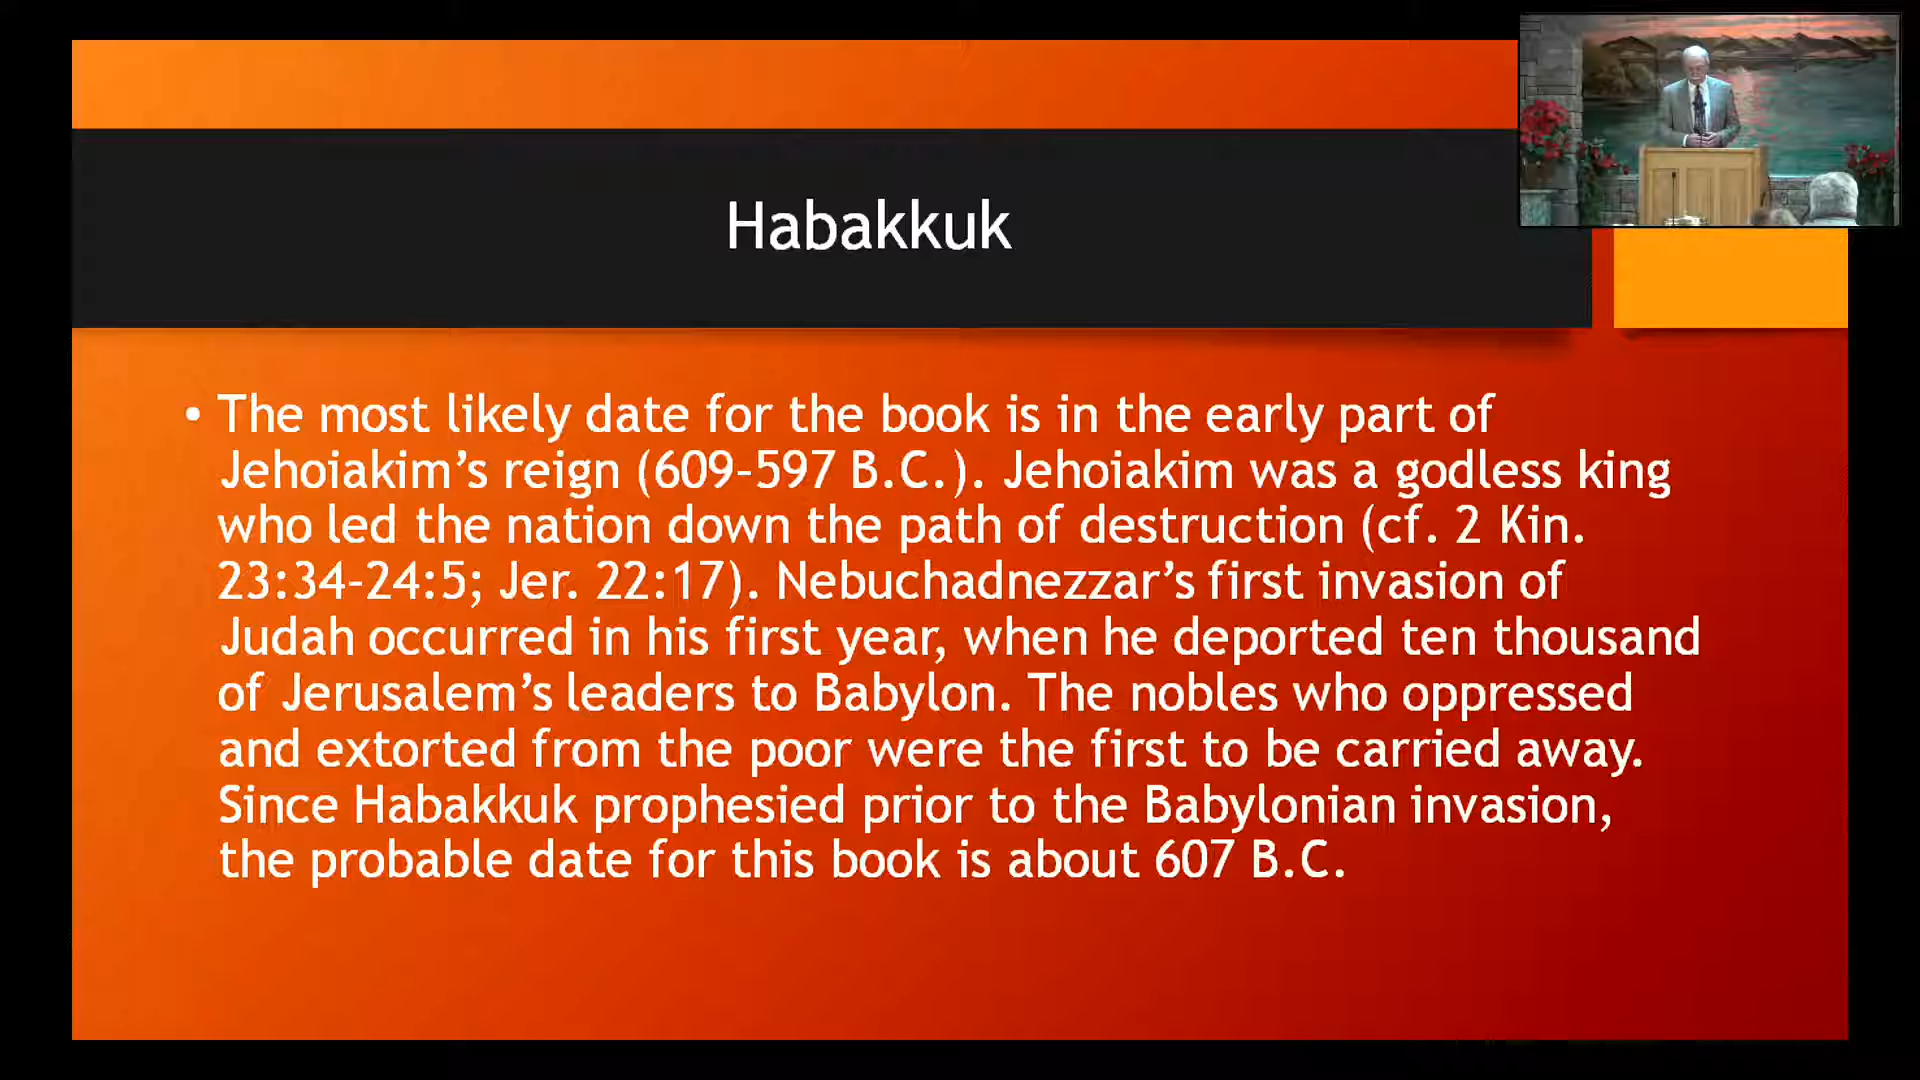 Habakkuk
• The most likely date for the book is in the early part of
Jehoiakim’s reign (609–597 B.C.). Jehoiakim was a godless king
who led the nation down the path of destruction (cf. 2 Kin.
23:34–24:5; Jer. 22:17). Nebuchadnezzar’s first invasion of
Judah occurred in his first year, when he deported ten thousand
of Jerusalem’s leaders to Babylon. The nobles who oppressed
and extorted from the poor were the first to be carried away.
Since Habakkuk prophesied prior to the Babylonian invasion,
the probable date for this book is about 607 B.C.